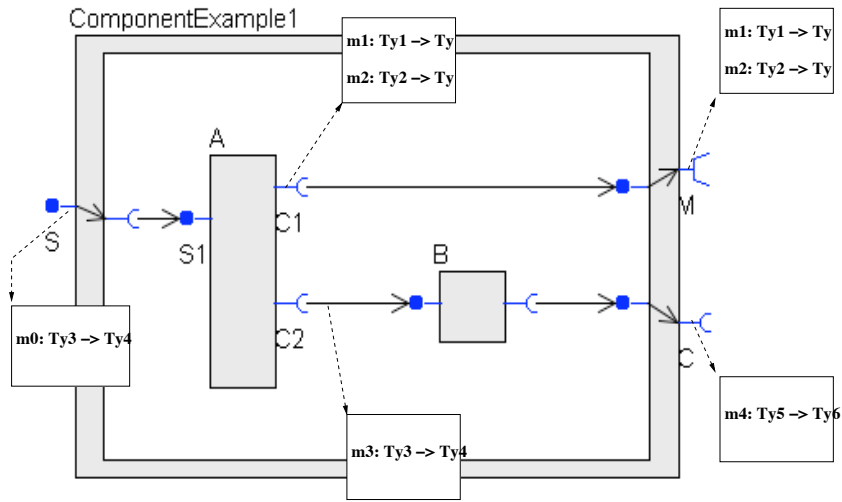 ComponentExample1
m1: Ty1 −> Ty
m2: Ty2 −> Ty
m1: Ty1 −> Ty
m2: Ty2 −> Ty
A
S
S1
C1
M
B
C2
C
m0: Ty3 −> Ty4
m3: Ty3 −> Ty4
m4: Ty5 −> Ty6